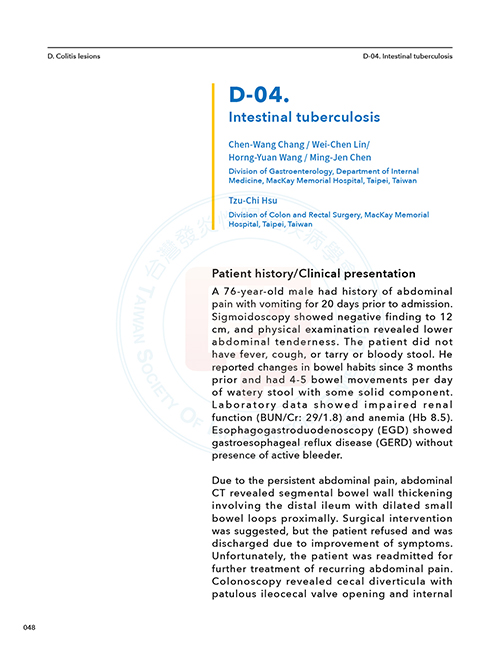 D. Colitis lesions
D-04. Intestinal tuberculosis
D-04.
Intestinal tuberculosis
Chen-Wang Chang / Wei-Chen Lin/
Horng-Yuan Wang / Ming-Jen Chen
Division of Gastroenterology, Department of Internal
Medicine, MacKay Memorial Hospital, Taipei, Taiwan
Tzu-Chi Hsu
Division of Colon and Rectal Surgery, MacKay Memorial
Hospital, Taipei, Taiwan
Patient history/Clinical presentation
A 76-year-old male had history of abdominal
pain with vomiting for 20 days prior to admission.
Sigmoidoscopy showed negative finding to 12
cm, and physical examination revealed lower
abdominal tenderness. The patient did not
have fever, cough, or tarry or bloody stool. He
reported changes in bowel habits since 3 months
prior and had 4-5 bowel movements per day
of watery stool with some solid component.
Laboratory data showed impaired renal
function (BUN/Cr: 29/1.8) and anemia (Hb 8.5).
Esophagogastroduodenoscopy (EGD) showed
gastroesophageal reflux disease (GERD) without
presence of active bleeder.
Due to the persistent abdominal pain, abdominal
CT revealed segmental bowel wall thickening
involving the distal ileum with dilated small
bowel loops proximally. Surgical intervention
was suggested, but the patient refused and was
discharged due to improvement of symptoms.
Unfortunately, the patient was readmitted for
further treatment of recurring abdominal pain.
Colonoscopy revealed cecal diverticula with
patulous ileocecal valve opening and internal
048
台灣發炎
病學
TAIWAN SOCIETY OF